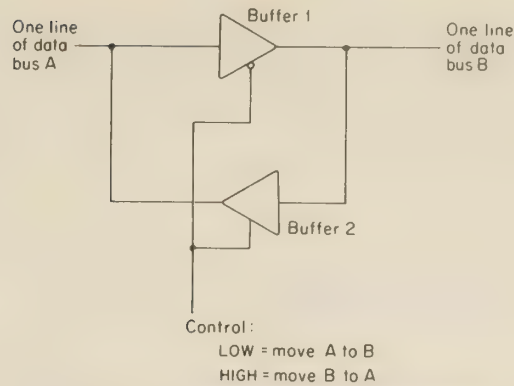 Buffer 1
One line
of data
bus A
One line
of data
bus B
Buffer 2
Control:
LOW = move A to B
HIGH = move B to A